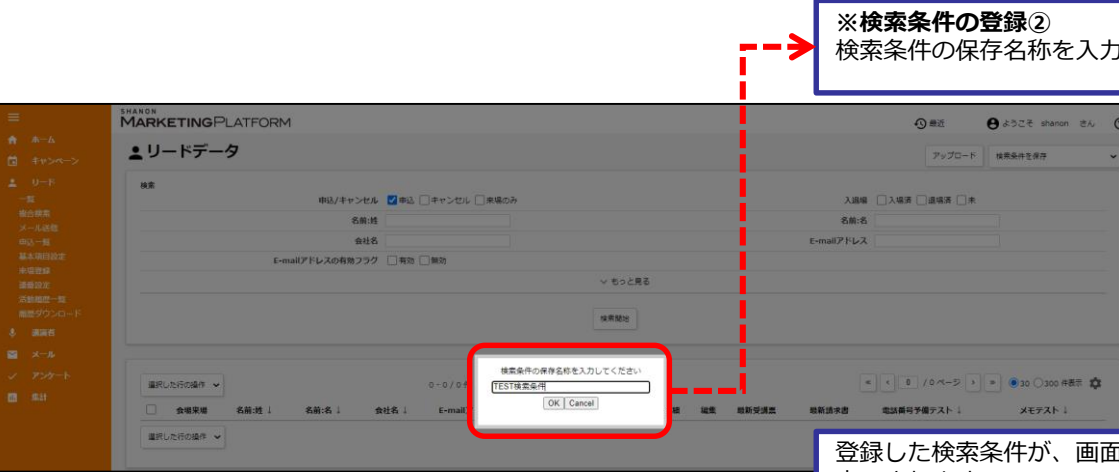 ※検索条件の登録②
検索条件の保存名称を入力
SHANON
MARKETINGPLATFORM
最近
ようこそ shanon さん
ホーム
キャンペーン
リード
一覧
複合検索
メール送信
申込一覧
基本項目設定
来場登録
連番設定
活動履歴一覧
履歴ダウンロード
講演者
メール
アンケート
集計
リードデータ
アップロード
検索条件を保存
検索
申込/キャンセル 申込 キャンセル 来場のみ
入退場 入場済 退場済 未
名前:姓
名前:名
会社名
E-mailアドレス
E-mailアドレスの有効フラグ 有効 無効
もっと見る
検索開始
検索条件の保存名称を入力してください
TEST検索条件
OK Cancel
選択した行の操作
0 - 0 / 0
« ‹ 0 / 0 ページ › » 30 300 件表示
会場来場 名前:姓 ↓ 名前:名 ↓ 会社名 ↓ E-mail 編集 最新受講票 最新請求書 電話番号予備テスト ↓ メモテスト ↓
選択した行の操作
登録した検索条件が、画面